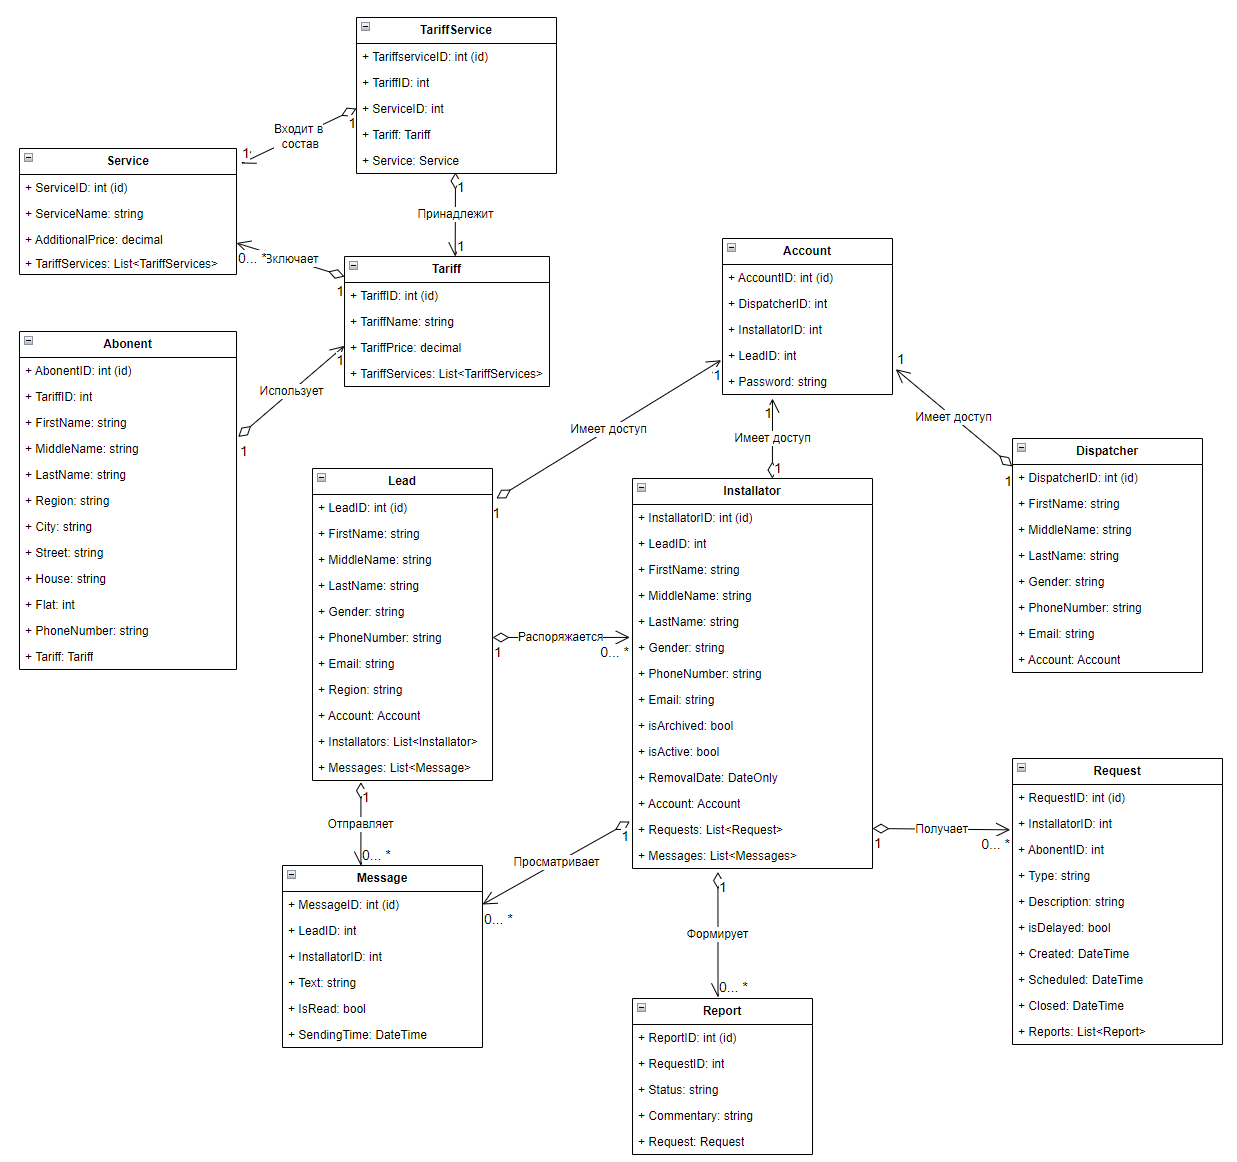 TariffService
+ TariffserviceID: int (id)
+ TariffID: int
+ ServiceID: int
+ Tariff: Tariff
+ Service: Service
1
Входит в
состав
1
Service
+ ServiceID: int (id)
+ ServiceName: string
+ AdditionalPrice: decimal
+ TariffServices: List<TariffServices>
1
Принадлежит
1
0... *
Включает
1
Tariff
+ TariffID: int (id)
+ TariffName: string
+ TariffPrice: decimal
+ TariffServices: List<TariffServices>
Abonent
+ AbonentID: int (id)
+ TariffID: int
+ FirstName: string
+ MiddleName: string
+ LastName: string
+ Region: string
+ City: string
+ Street: string
+ House: string
+ Flat: int
+ PhoneNumber: string
+ Tariff: Tariff
1
Использует
1
Account
+ AccountID: int (id)
+ DispatcherID: int
+ InstallatorID: int
+ LeadID: int
+ Password: string
1
Имеет доступ
1
1
Имеет доступ
1
1
Имеет доступ
1
Dispatcher
+ DispatcherID: int (id)
+ FirstName: string
+ MiddleName: string
+ LastName: string
+ Gender: string
+ PhoneNumber: string
+ Email: string
+ Account: Account
Lead
+ LeadID: int (id)
+ FirstName: string
+ MiddleName: string
+ LastName: string
+ Gender: string
+ PhoneNumber: string
+ Email: string
+ Region: string
+ Account: Account
+ Installators: List<Installator>
+ Messages: List<Message>
1
Распоряжается
0... *
Installator
+ InstallatorID: int (id)
+ LeadID: int
+ FirstName: string
+ MiddleName: string
+ LastName: string
+ Gender: string
+ PhoneNumber: string
+ Email: string
+ isArchived: bool
+ isActive: bool
+ RemovalDate: DateOnly
+ Account: Account
+ Requests: List<Request>
+ Messages: List<Messages>
1
Отправляет
0... *
1
Просматривает
0... *
1
Получает
0... *
Request
+ RequestID: int (id)
+ InstallatorID: int
+ AbonentID: int
+ Type: string
+ Description: string
+ isDelayed: bool
+ Created: DateTime
+ Scheduled: DateTime
+ Closed: DateTime
+ Reports: List<Report>
Message
+ MessageID: int (id)
+ LeadID: int
+ InstallatorID: int
+ Text: string
+ IsRead: bool
+ SendingTime: DateTime
1
Формирует
0... *
Report
+ ReportID: int (id)
+ RequestID: int
+ Status: string
+ Commentary: string
+ Request: Request